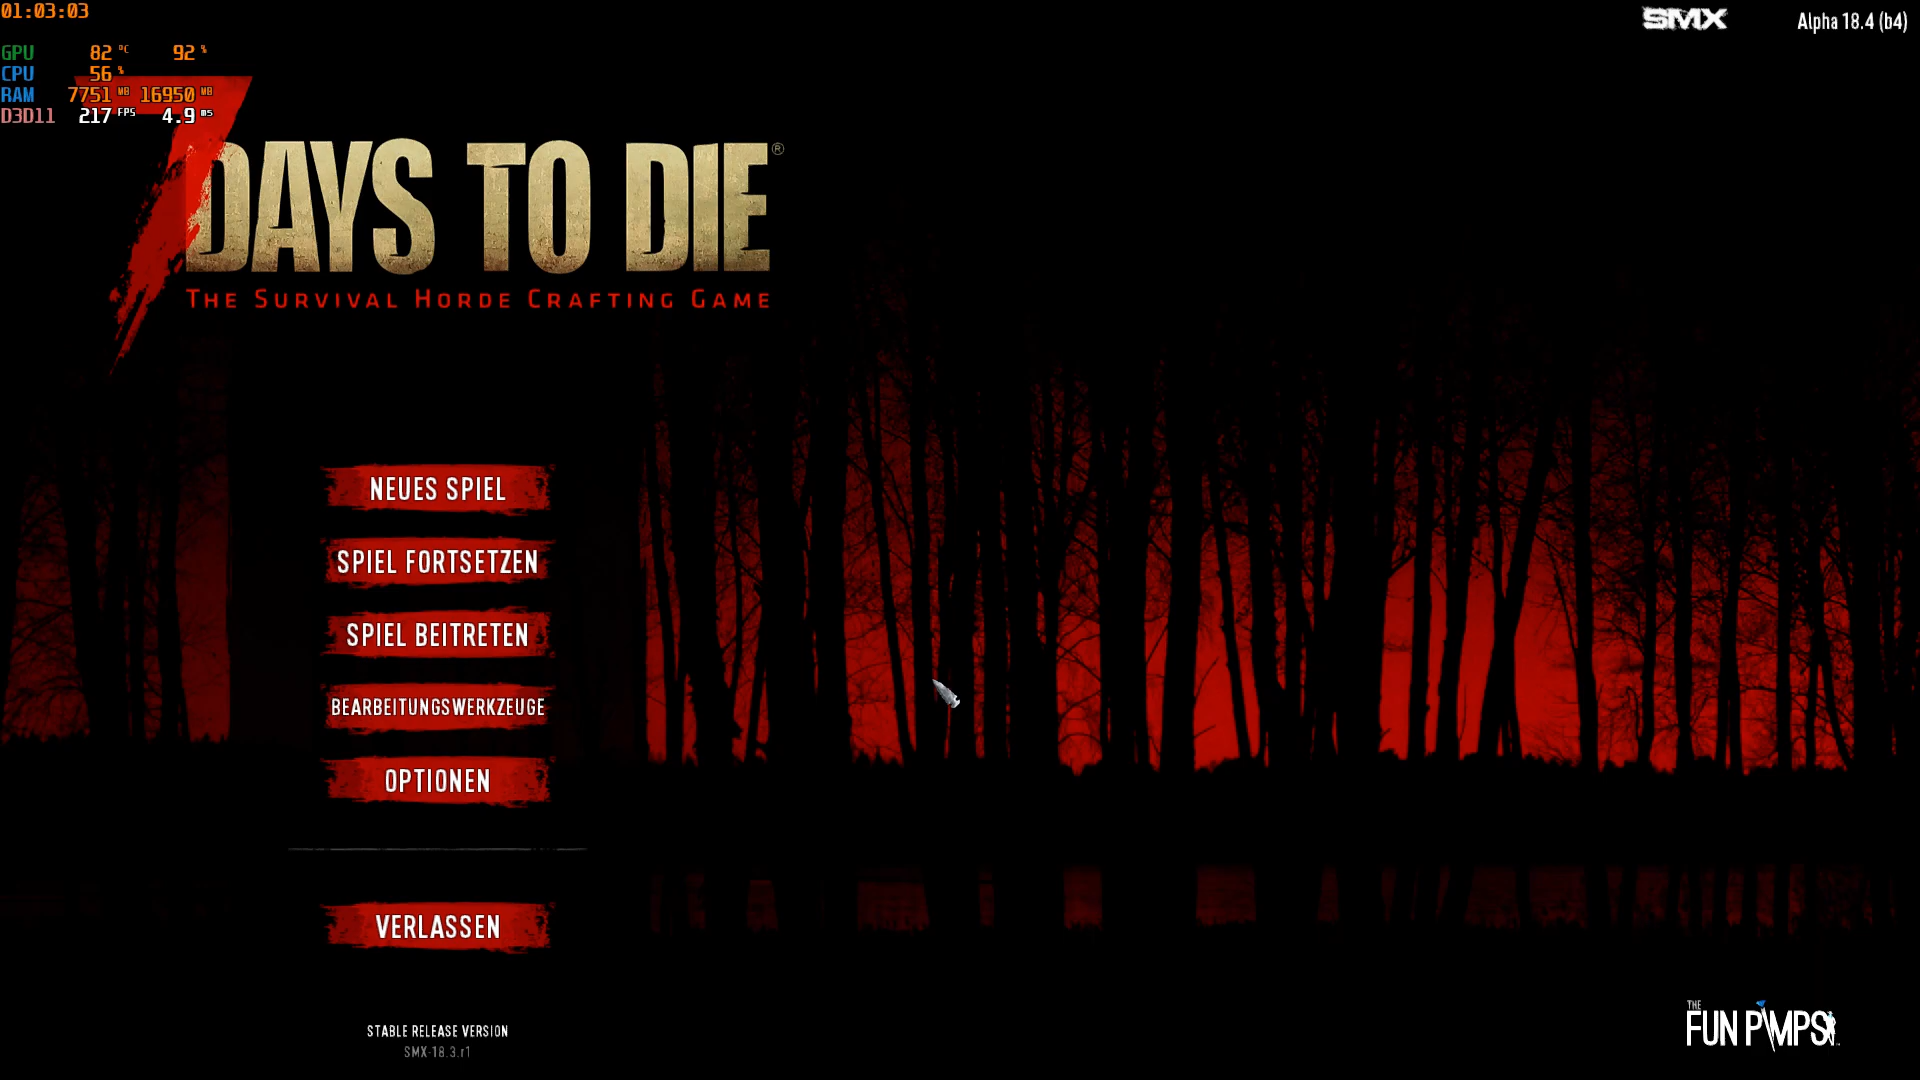 01:03:03
SMX
Alpha 18.4 (b4)
GPU 82 °C 92 %
CPU 56 %
RAM 7751 MB 16950 MB
D3D11 217 FPS 4.9 ms
7 DAYS TO DIE®
THE SURVIVAL HORDE CRAFTING GAME
NEUES SPIEL
SPIEL FORTSETZEN
SPIEL BEITRETEN
BEARBEITUNGSWERKZEUGE
OPTIONEN
VERLASSEN
STABLE RELEASE VERSION
SMX-18.3.r1
THE
FUN PIMPS